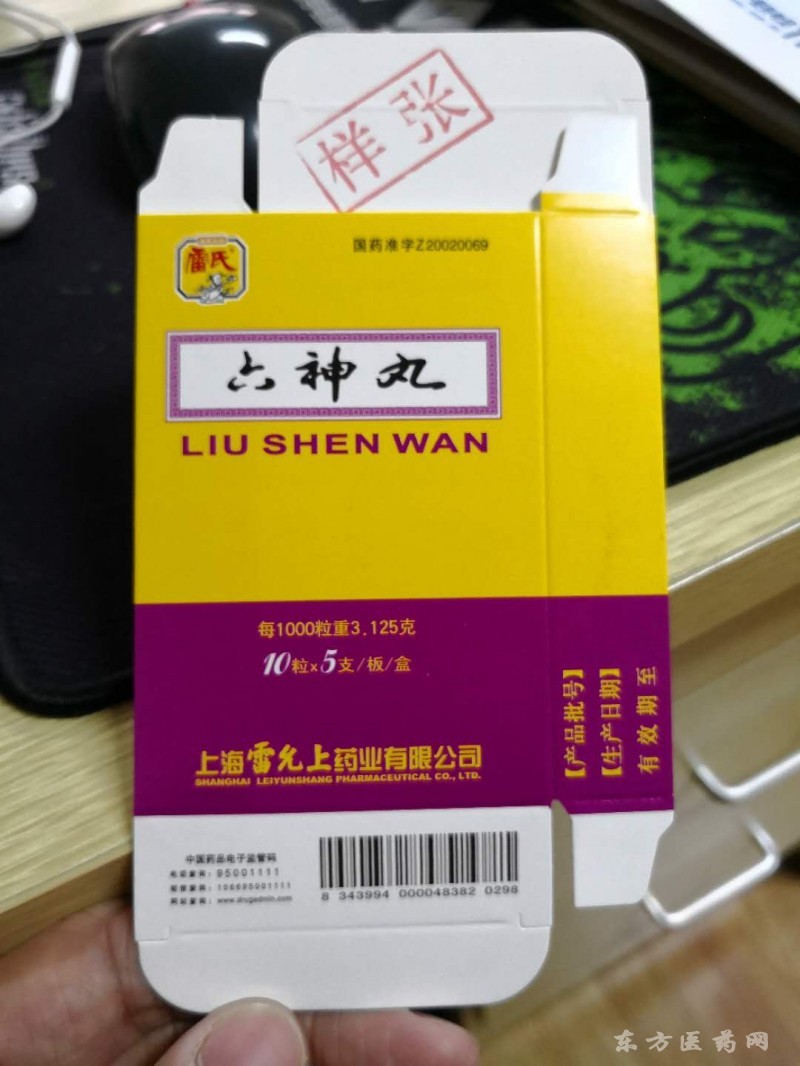 样张
雷氏
国药准字Z20020069
六神丸
LIU SHEN WAN
每1000粒重3.125克
10粒×5支/板/盒
上海雷允上药业有限公司
SHANGHAI LEIYUNSHANG PHARMACEUTICAL CO., LTD.
【产品批号】
【生产日期】
有效期至
中国药品电子监管码
95001111
106695001111
www.drugadmin.com
8 343994 000048382 0298
东方医药网